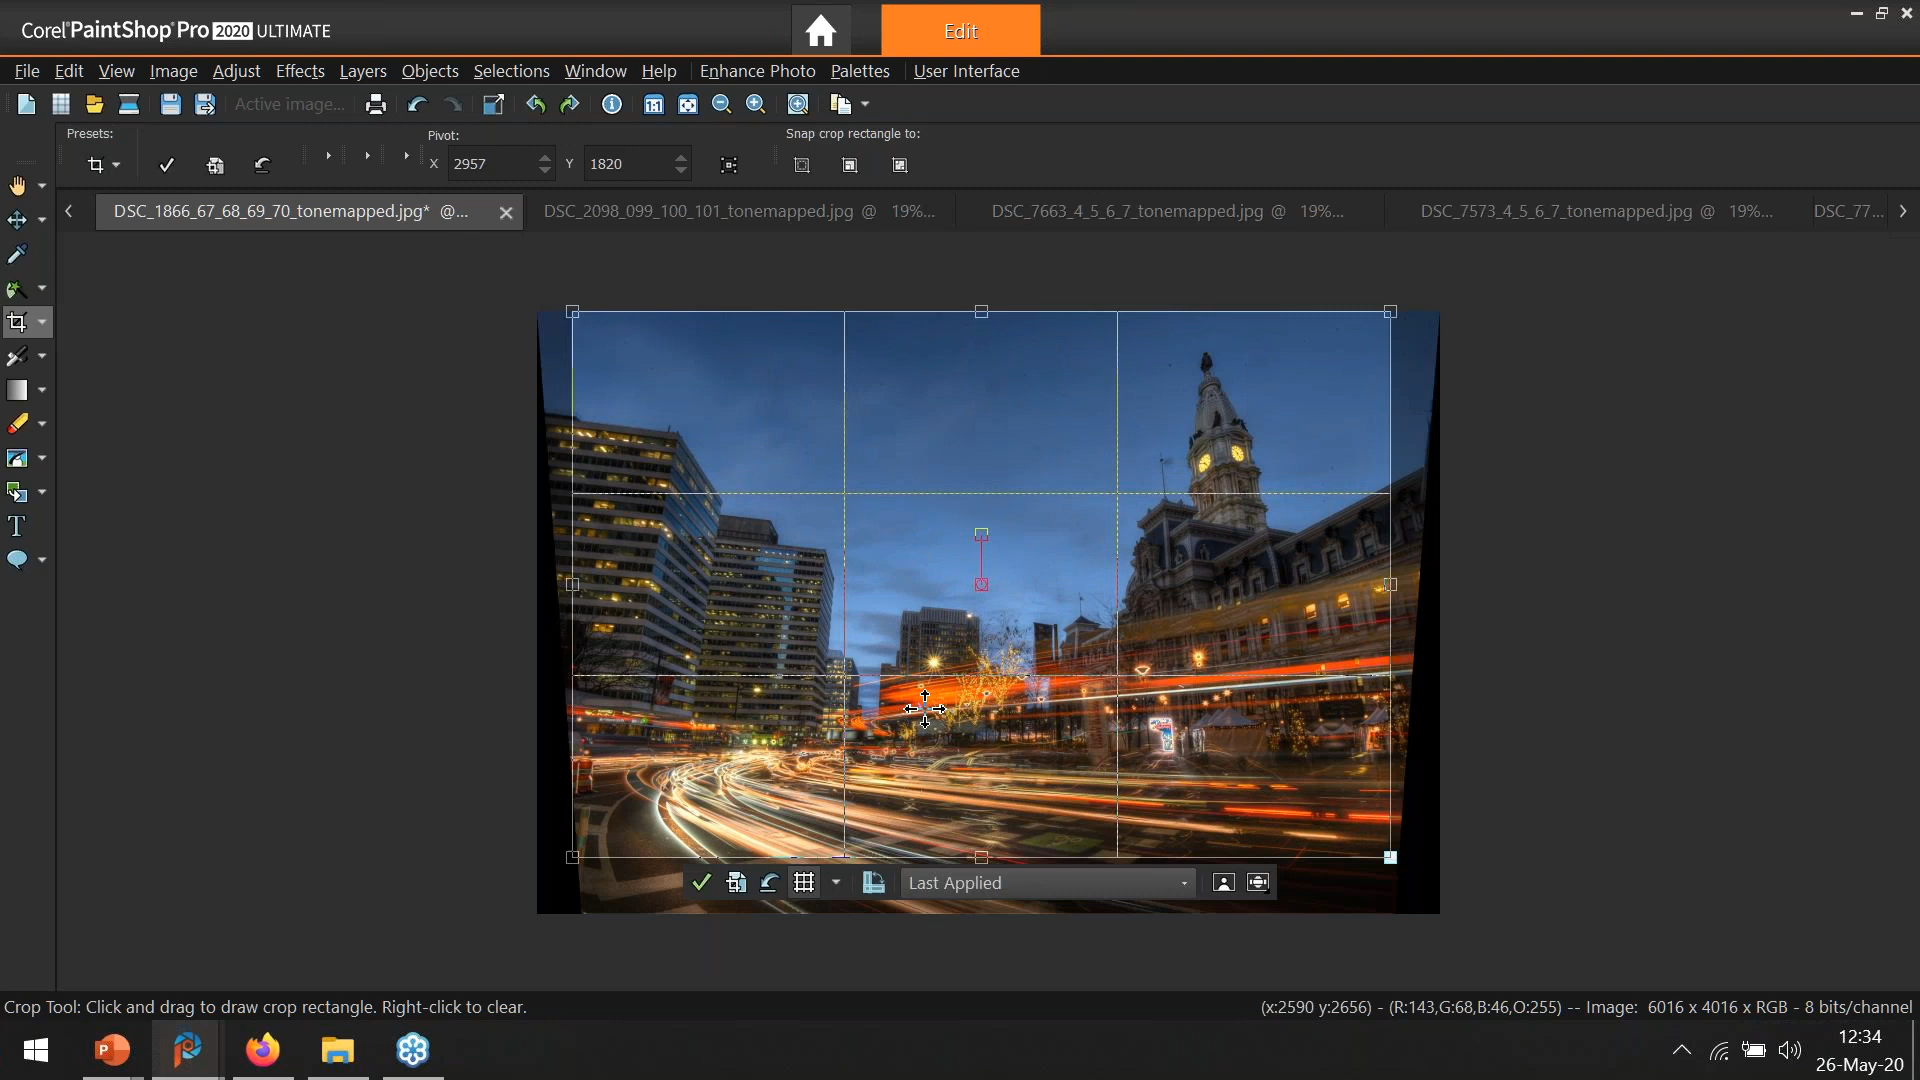 Corel PaintShop Pro 2020 ULTIMATE
Edit
File Edit View Image Adjust Effects Layers Objects Selections Window Help Enhance Photo Palettes User Interface
Active image...
Presets:
Pivot:
Snap crop rectangle to:
X 2957 Y 1820
DSC_1866_67_68_69_70_tonemapped.jpg* @... DSC_2098_099_100_101_tonemapped.jpg @ 19%... DSC_7663_4_5_6_7_tonemapped.jpg @ 19%... DSC_7573_4_5_6_7_tonemapped.jpg @ 19%... DSC_77...
T
Last Applied
Crop Tool: Click and drag to draw crop rectangle. Right-click to clear.
(x:2590 y:2656) - (R:143,G:68,B:46,O:255) -- Image: 6016 x 4016 x RGB - 8 bits/channel
12:34
26-May-20